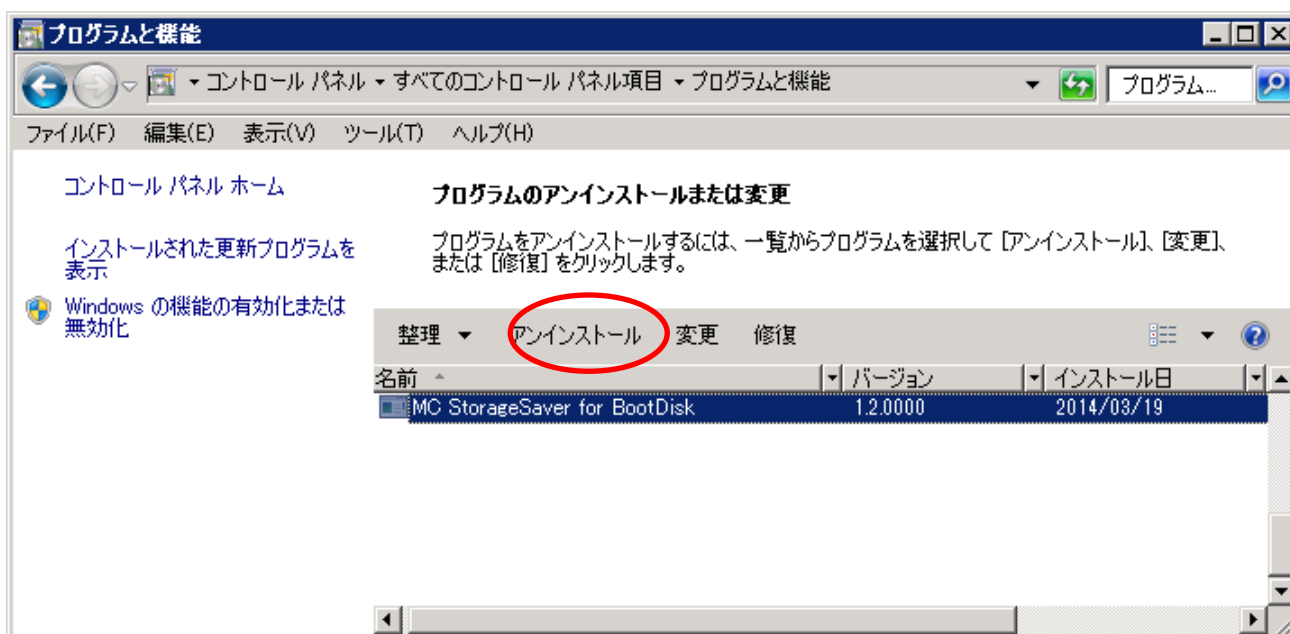 プログラムと機能
コントロール パネル すべてのコントロール パネル項目 プログラムと機能
プログラム...
ファイル(F) 編集(E) 表示(V) ツール(T) ヘルプ(H)
コントロール パネル ホーム
インストールされた更新プログラムを
表示
Windows の機能の有効化または
無効化
プログラムのアンインストールまたは変更
プログラムをアンインストールするには、一覧からプログラムを選択して [アンインストール]、[変更]、
または [修復] をクリックします。
整理 アンインストール 変更 修復
名前 バージョン インストール日
MC StorageSaver for BootDisk 1.2.0000 2014/03/19